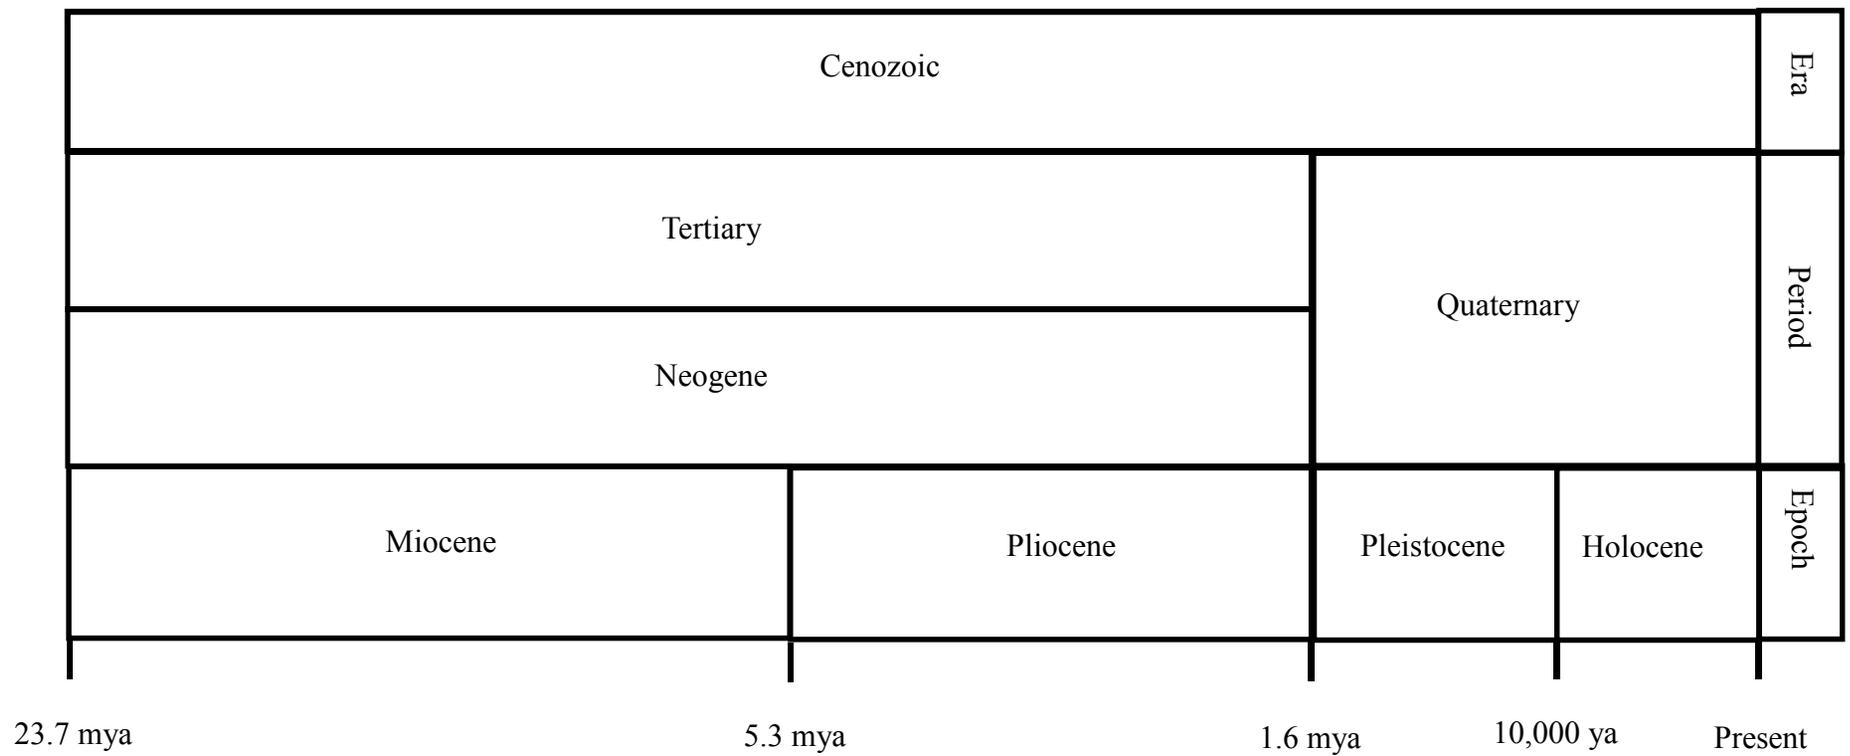 Cenozoic
Era
Tertiary
Neogene
Quaternary
Period
Miocene
Pliocene
Pleistocene
Holocene
Epoch
23.7 mya
5.3 mya
1.6 mya
10,000 ya
Present